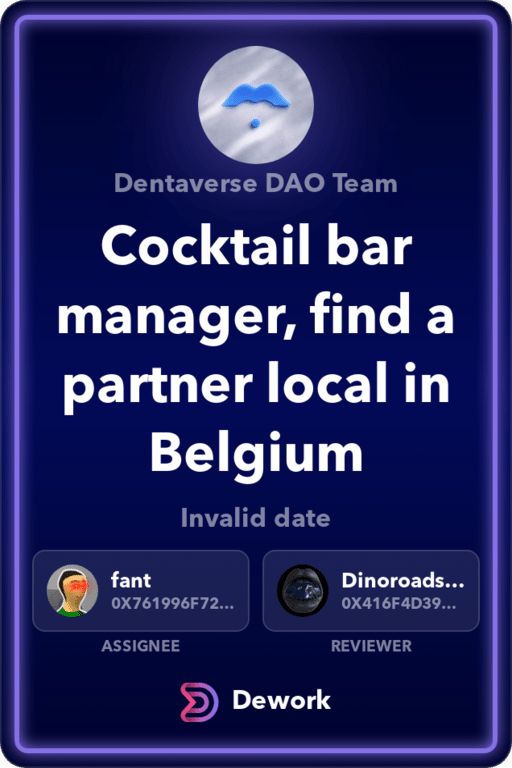 Dentaverse DAO Team
Cocktail bar
manager, find a
partner local in
Belgium
Invalid date
fant
0X761996F72...
ASSIGNEE
Dinoroads...
0X416F4D39...
REVIEWER
Dework